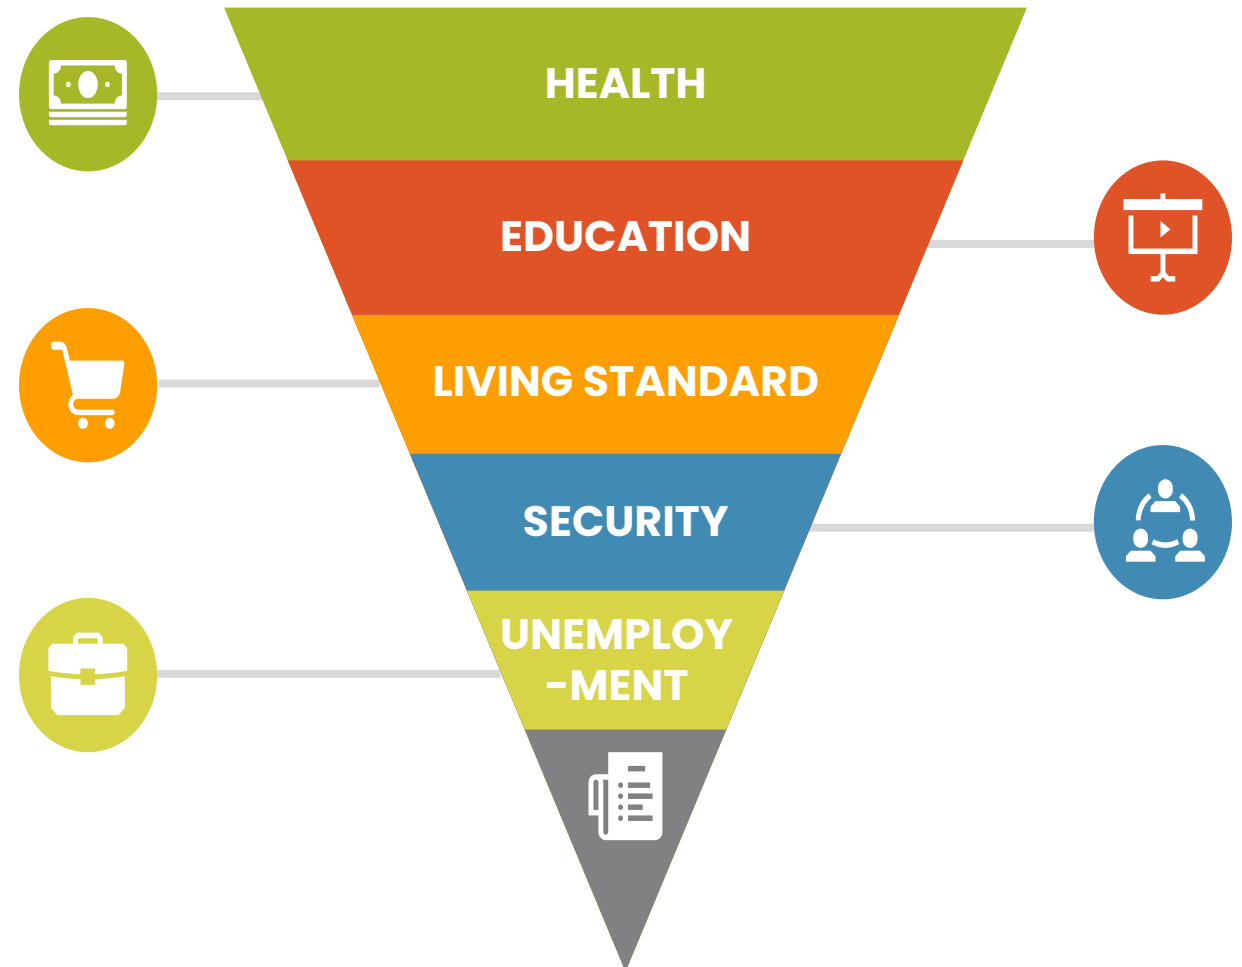 HEALTH
EDUCATION
LIVING STANDARD
SECURITY
UNEMPLOY
-MENT